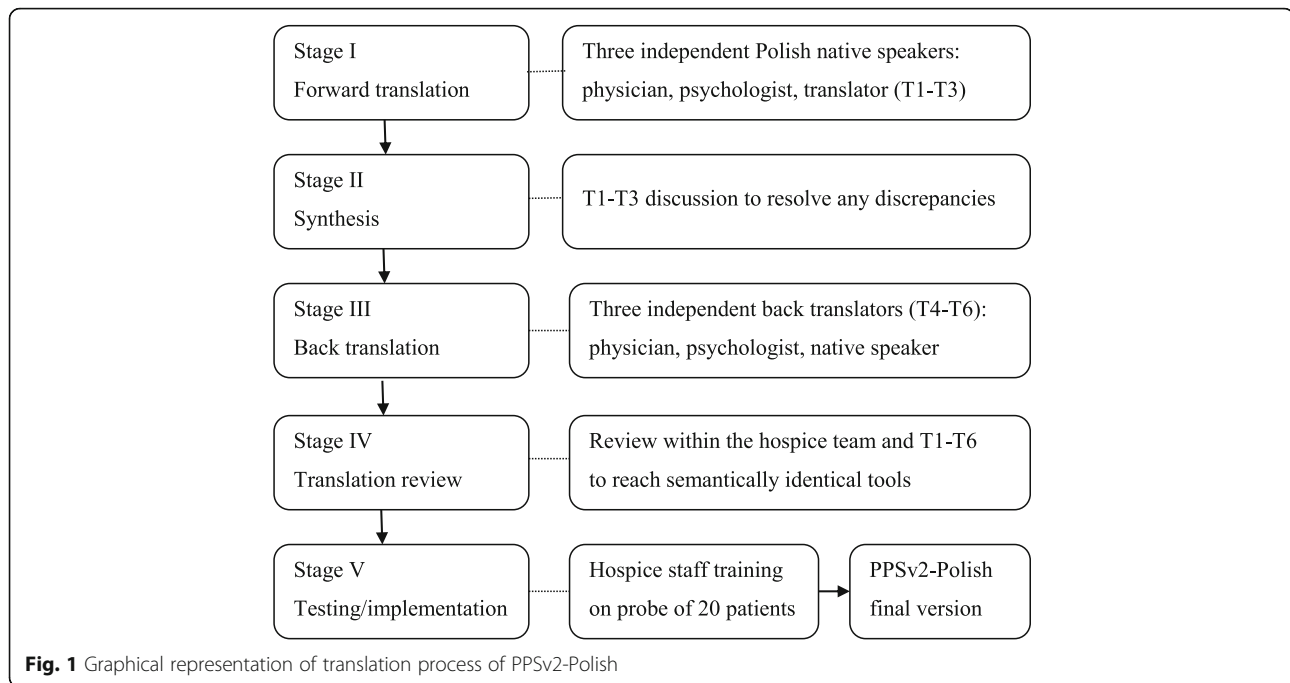 Stage I
Forward translation
Three independent Polish native speakers:
physician, psychologist, translator (T1-T3)
Stage II
Synthesis
T1-T3 discussion to resolve any discrepancies
Stage III
Back translation
Three independent back translators (T4-T6):
physician, psychologist, native speaker
Stage IV
Translation review
Review within the hospice team and T1-T6
to reach semantically identical tools
Stage V
Testing/implementation
Hospice staff training
on probe of 20 patients
PPSv2-Polish
final version
Fig. 1 Graphical representation of translation process of PPSv2-Polish